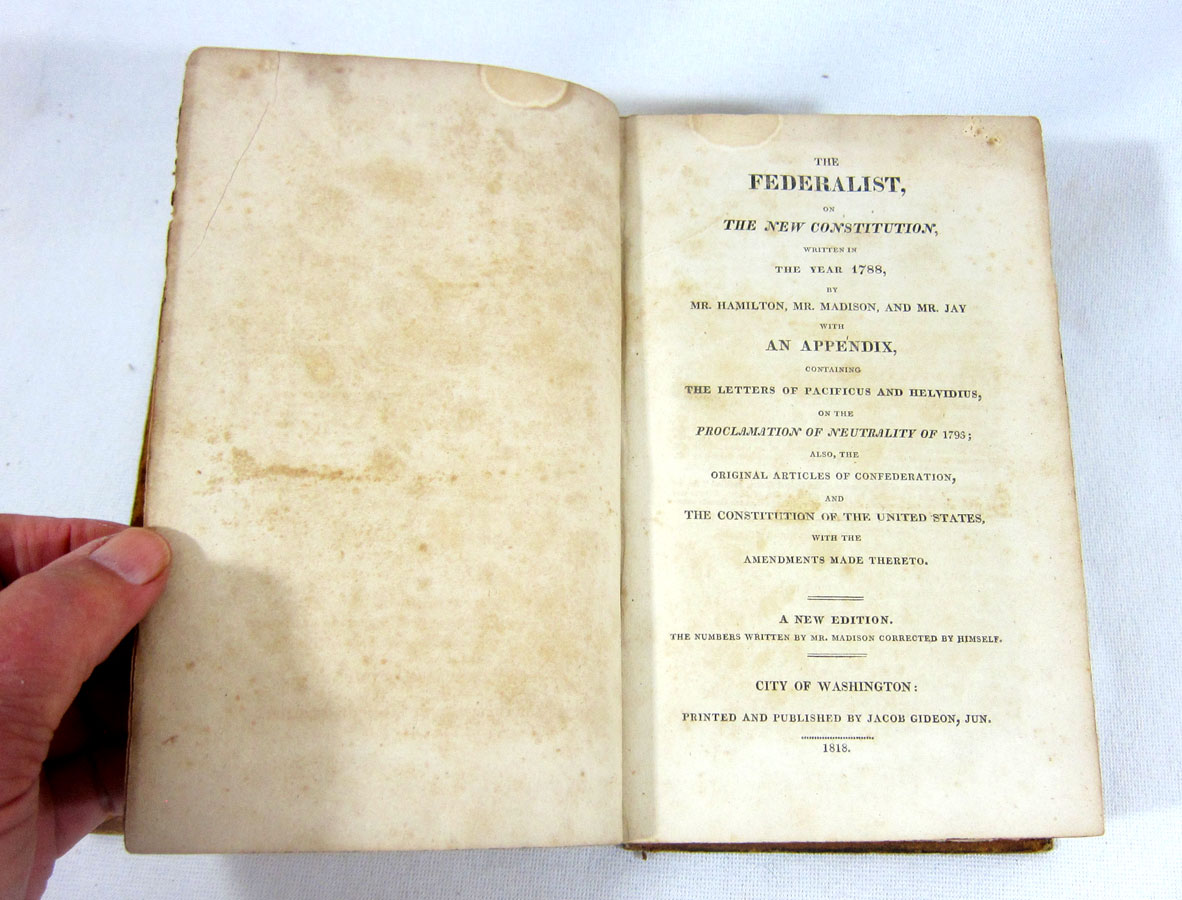 THE
FEDERALIST,
ON
THE NEW CONSTITUTION,
WRITTEN IN
THE YEAR 1788,
BY
MR. HAMILTON, MR. MADISON, AND MR. JAY
WITH
AN APPENDIX,
CONTAINING
THE LETTERS OF PACIFICUS AND HELVIDIUS,
ON THE
PROCLAMATION OF NEUTRALITY OF 1793;
ALSO, THE
ORIGINAL ARTICLES OF CONFEDERATION,
AND
THE CONSTITUTION OF THE UNITED STATES,
WITH THE
AMENDMENTS MADE THERETO.
A NEW EDITION.
THE NUMBERS WRITTEN BY MR. MADISON CORRECTED BY HIMSELF.
CITY OF WASHINGTON:
PRINTED AND PUBLISHED BY JACOB GIDEON, JUN.
1818.